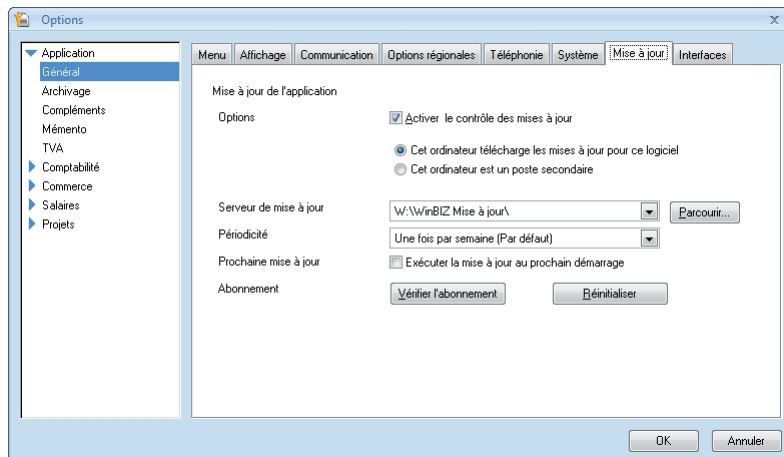 Options
Application
Général
Archivage
Compléments
Mémento
TVA
Comptabilité
Commerce
Salaires
Projets
Menu Affichage Communication Options régionales Téléphonie Système Mise à jour Interfaces
Mise à jour de l'application
Options Activer le contrôle des mises à jour
Cet ordinateur télécharge les mises à jour pour ce logiciel
Cet ordinateur est un poste secondaire
Serveur de mise à jour W:\WinBIZ Mise à jour\ Parcourir...
Périodicité Une fois par semaine (Par défaut)
Prochaine mise à jour Exécuter la mise à jour au prochain démarrage
Abonnement Vérifier l'abonnement Réinitialiser
OK Annuler